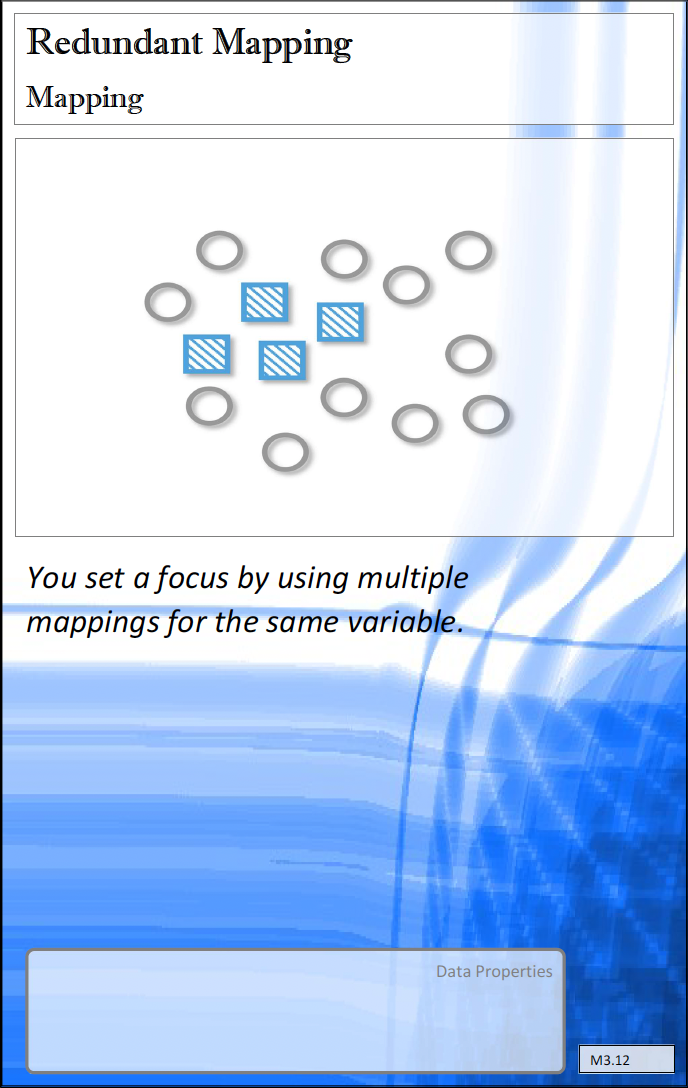 Redundant Mapping
Mapping
You set a focus by using multiple
mappings for the same variable.
Data Properties
M3.12